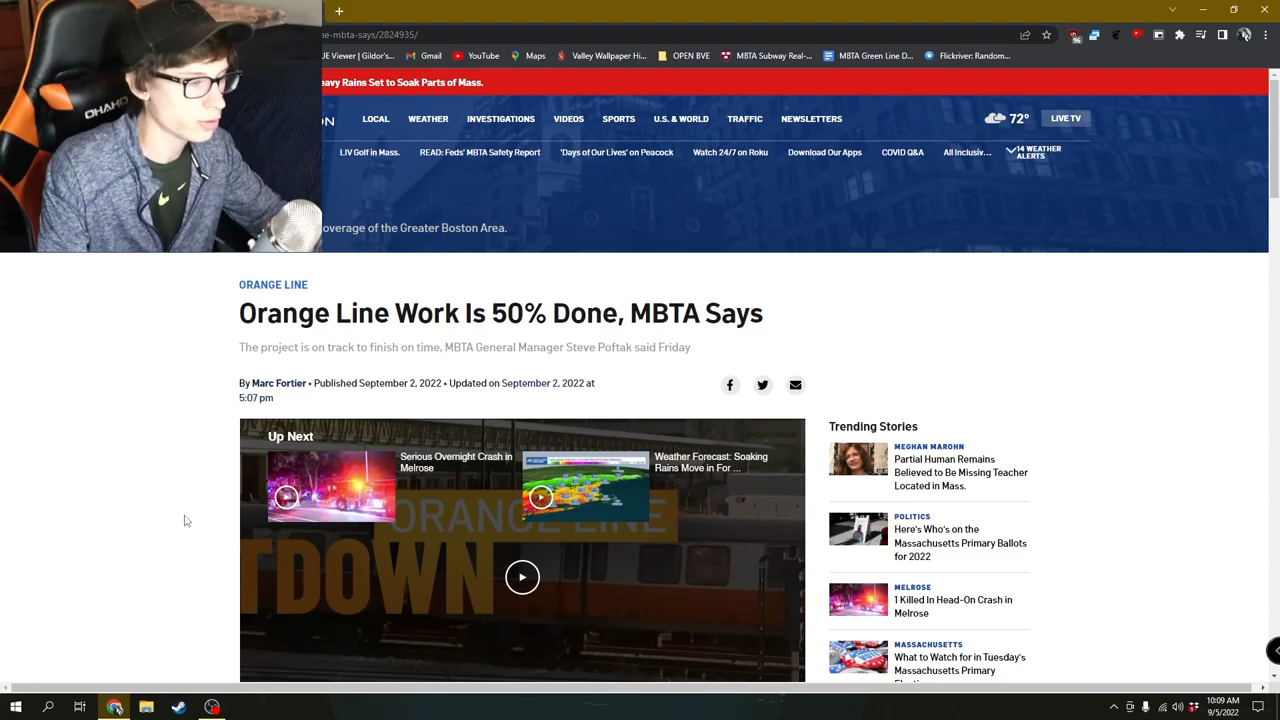 ne-mbta-says/2824935/
UE Viewer | Gildor's...
Gmail
YouTube
Maps
Valley Wallpaper Hi...
OPEN BVE
MBTA Subway Real-...
MBTA Green Line D...
Flickriver: Random...
OHAHO
eavy Rains Set to Soak Parts of Mass.
ON
LOCAL
WEATHER
INVESTIGATIONS
VIDEOS
SPORTS
U.S. & WORLD
TRAFFIC
NEWSLETTERS
72°
LIVE TV
LIV Golf in Mass.
READ: Feds' MBTA Safety Report
'Days of Our Lives' on Peacock
Watch 24/7 on Roku
Download Our Apps
COVID Q&A
All Inclusiv...
14 WEATHER
ALERTS
overage of the Greater Boston Area.
ORANGE LINE
Orange Line Work Is 50% Done, MBTA Says
The project is on track to finish on time, MBTA General Manager Steve Poftak said Friday
By Marc Fortier • Published September 2, 2022 • Updated on September 2, 2022 at
5:07 pm
Up Next
Serious Overnight Crash in
Melrose
Weather Forecast: Soaking
Rains Move in For ...
ORANGE LINE
TDOWN
Trending Stories
MEGHAN MAROHN
Partial Human Remains
Believed to Be Missing Teacher
Located in Mass.
POLITICS
Here's Who's on the
Massachusetts Primary Ballots
for 2022
MELROSE
1 Killed In Head-On Crash in
Melrose
MASSACHUSETTS
What to Watch for in Tuesday's
Massachusetts Primary
10:09 AM
9/5/2022